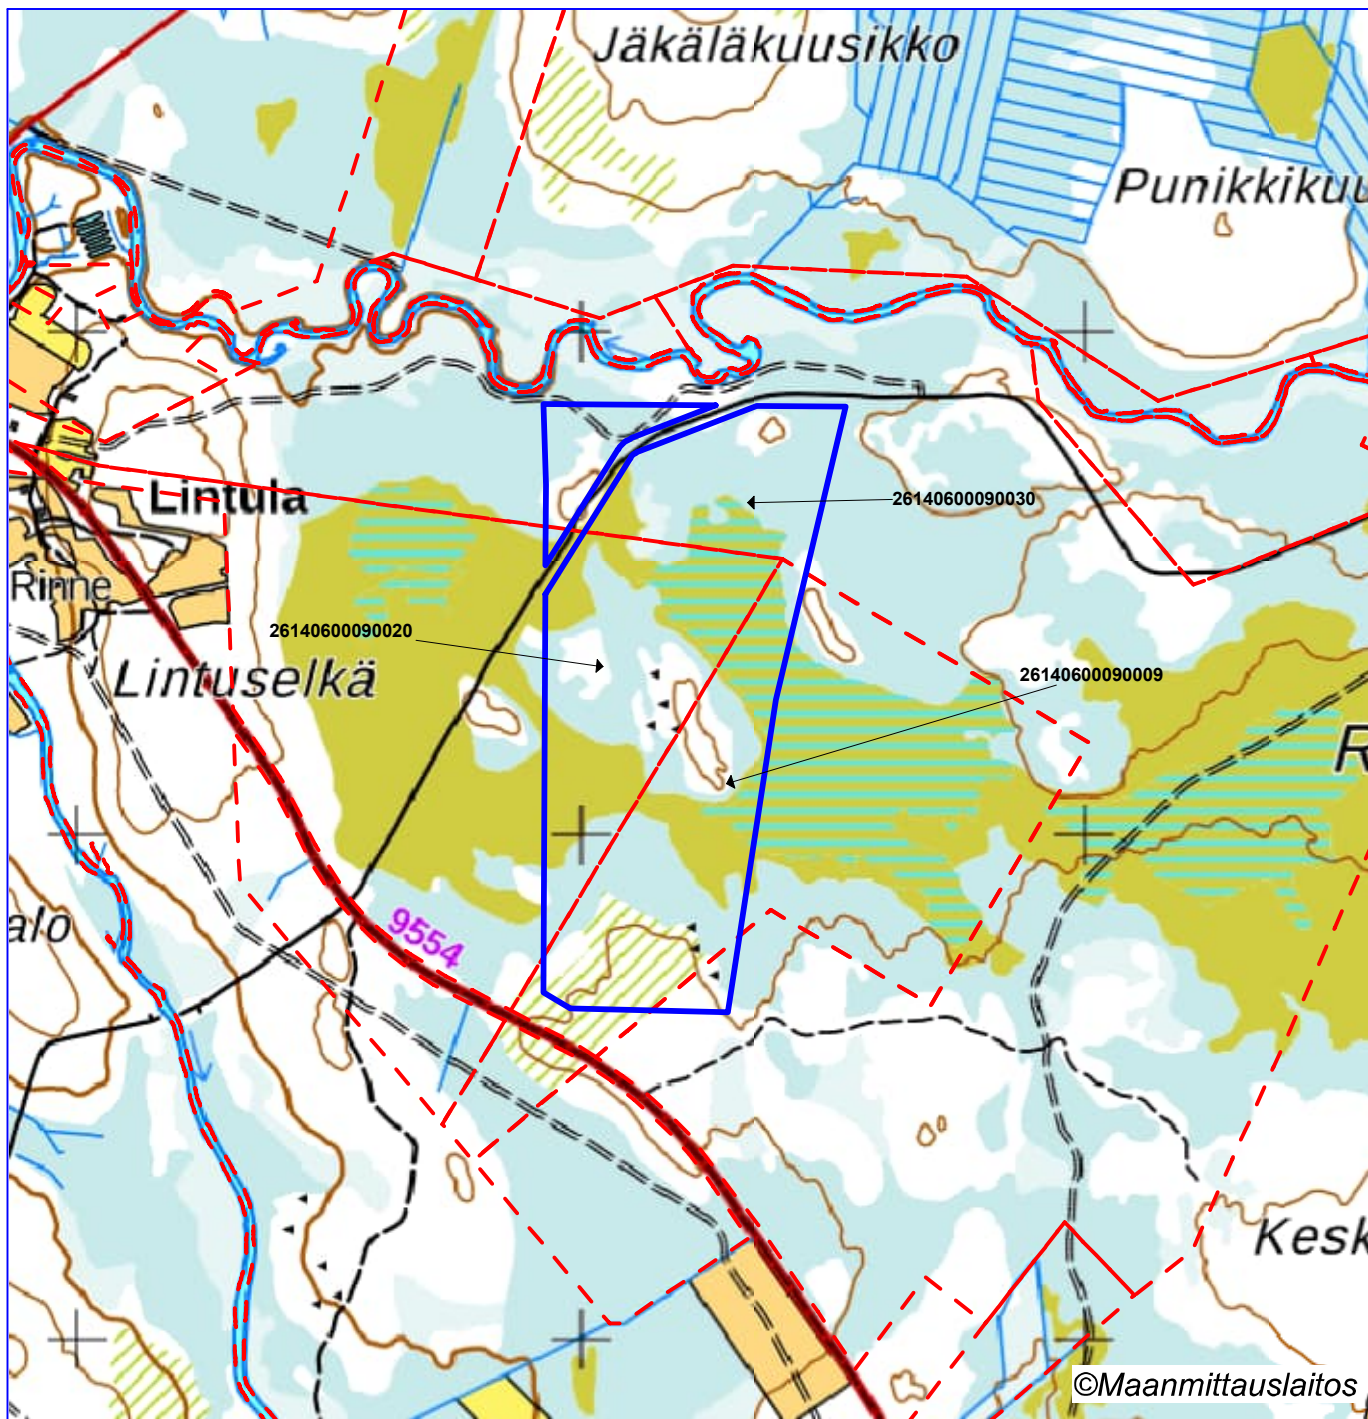 Jäkäläkuusikko
Punikkikuu
Lintula
26140600090030
Rinne
26140600090020
Lintuselkä
26140600090009
R
alo
9554
Kesk
©Maanmittauslaitos